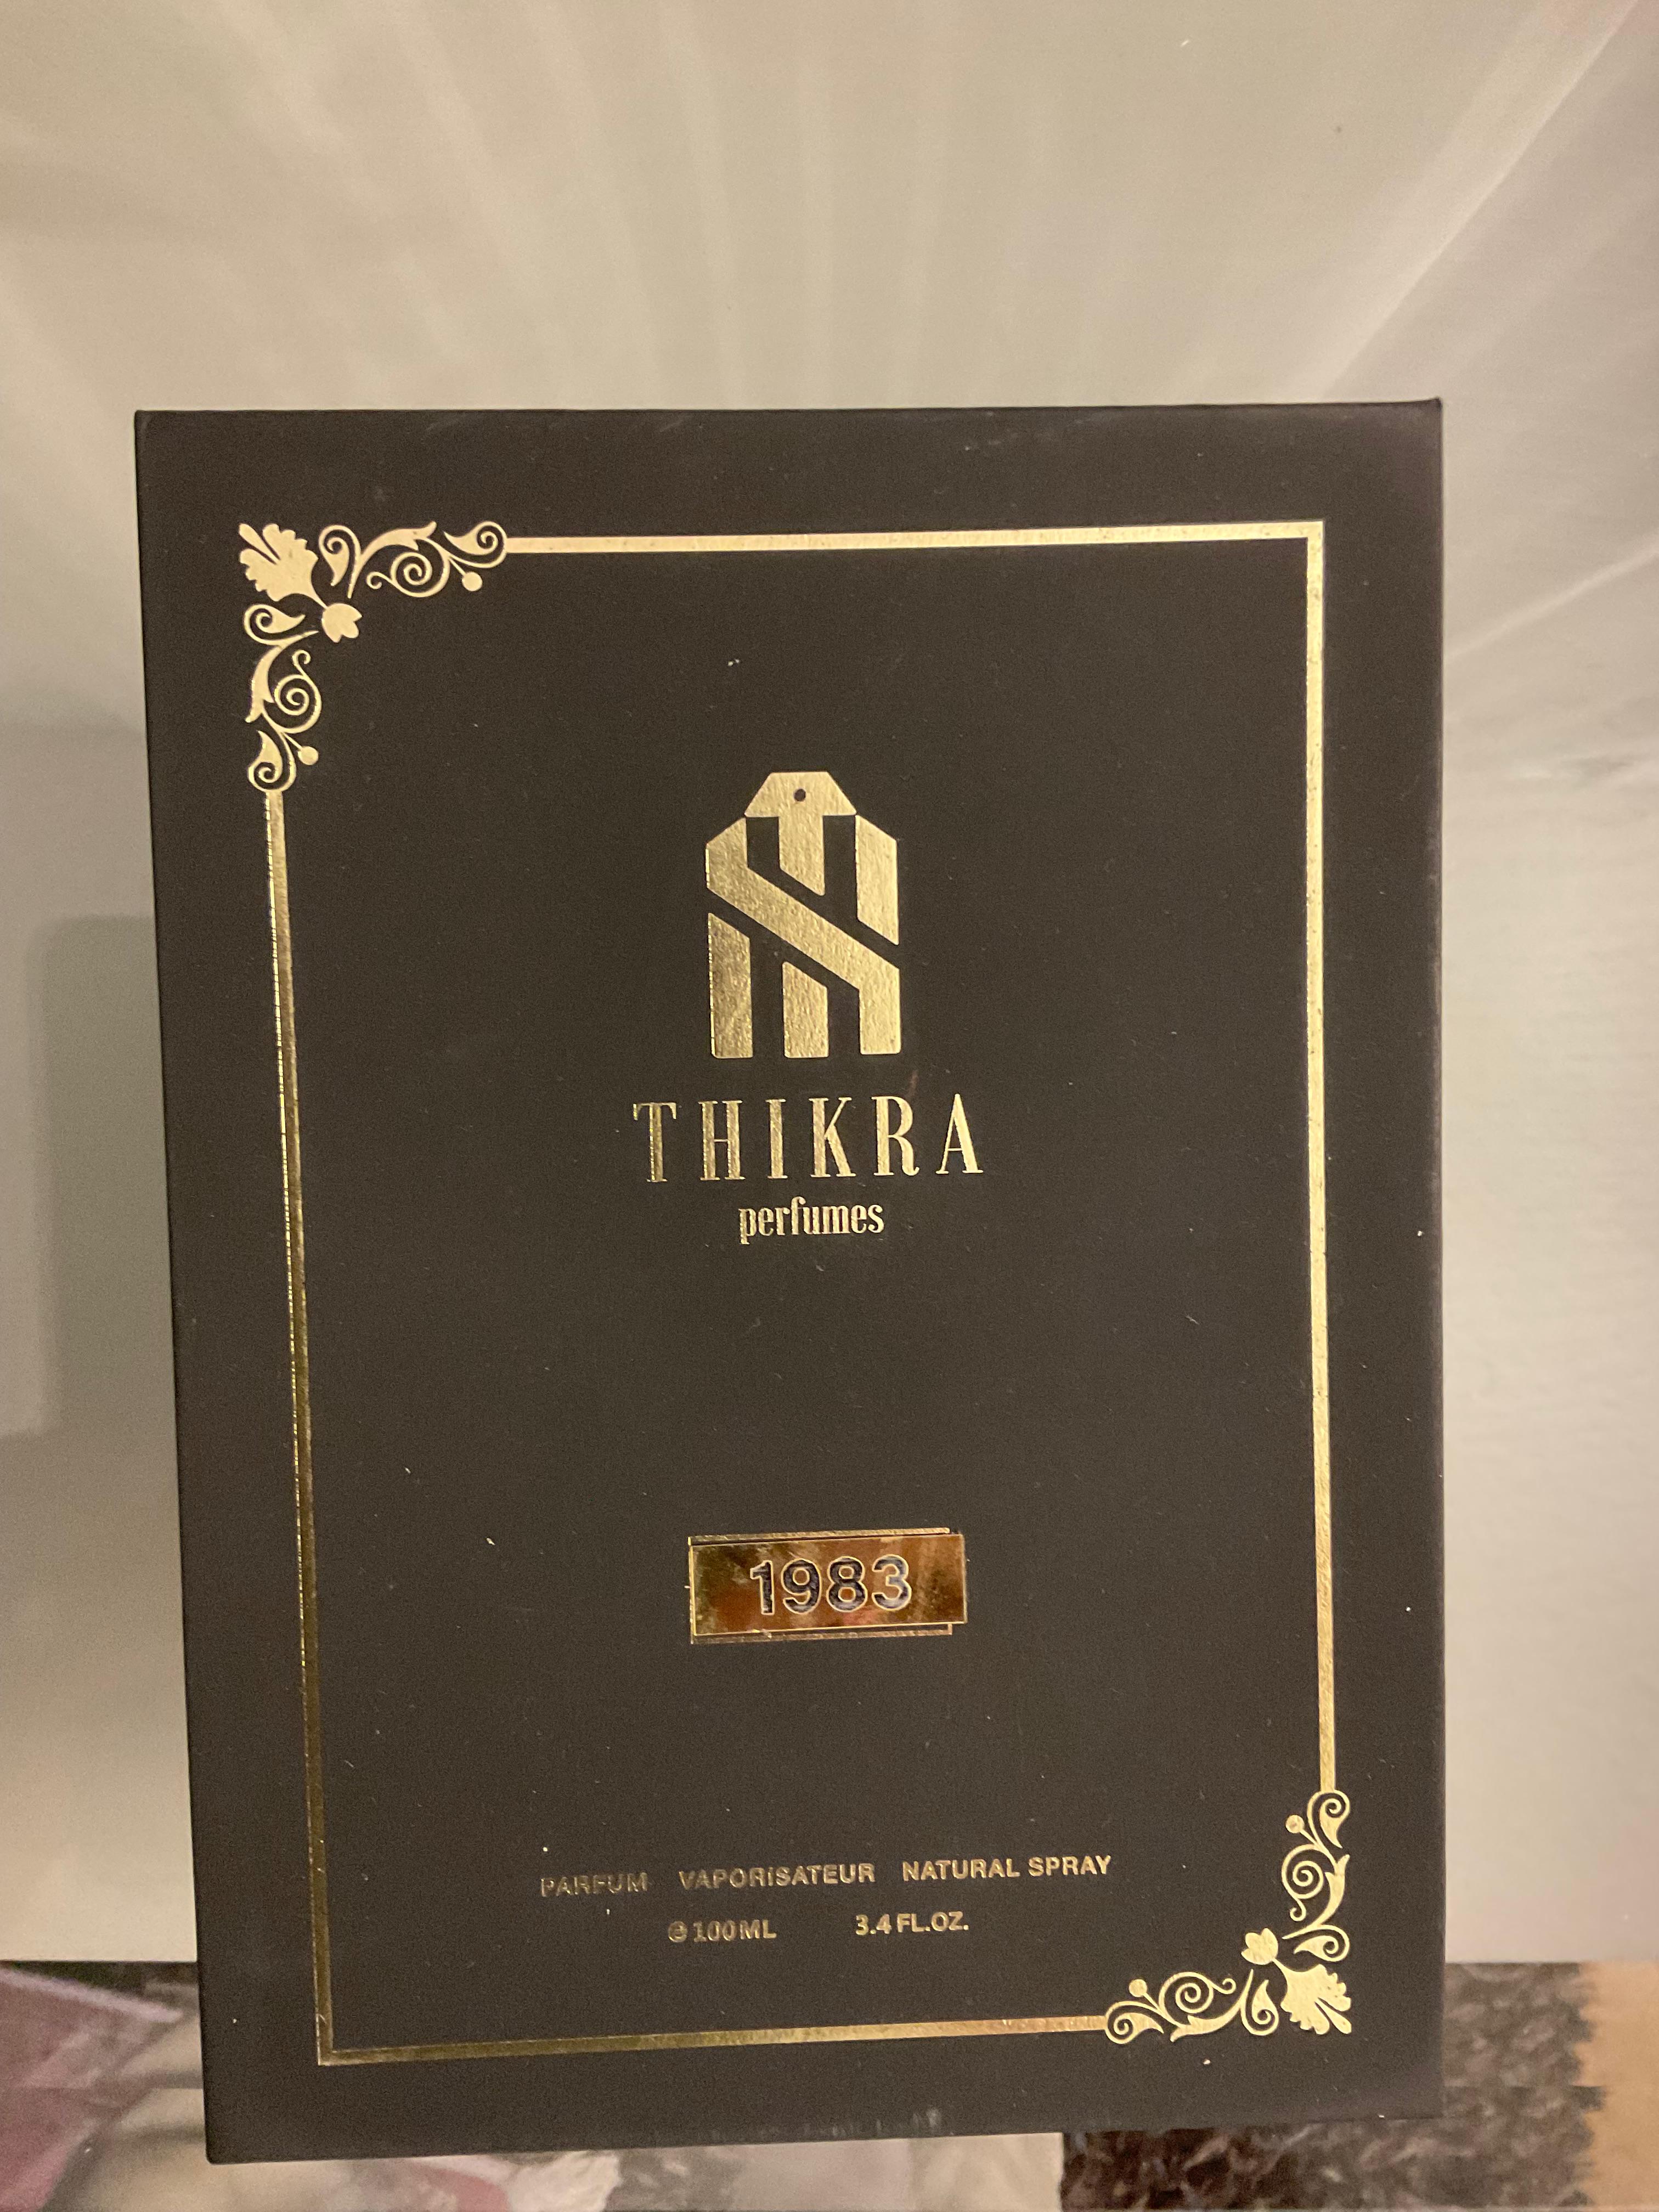 THIKRA
perfumes
1983
PARFUM VAPORISATEUR NATURAL SPRAY
℮ 100ML 3.4 FL.OZ.